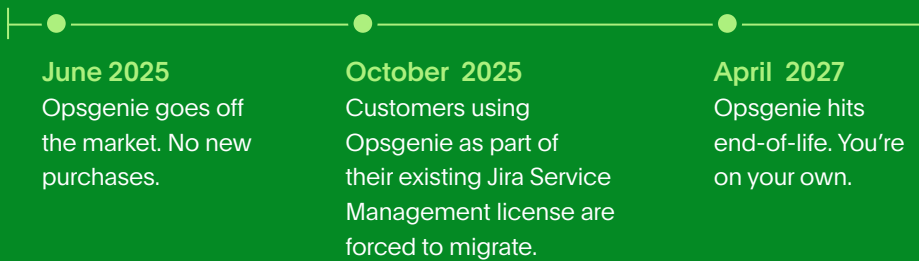 June 2025
Opsgenie goes off
the market. No new
purchases.
October 2025
Customers using
Opsgenie as part of
their existing Jira Service
Management license are
forced to migrate.
April 2027
Opsgenie hits
end-of-life. You're
on your own.